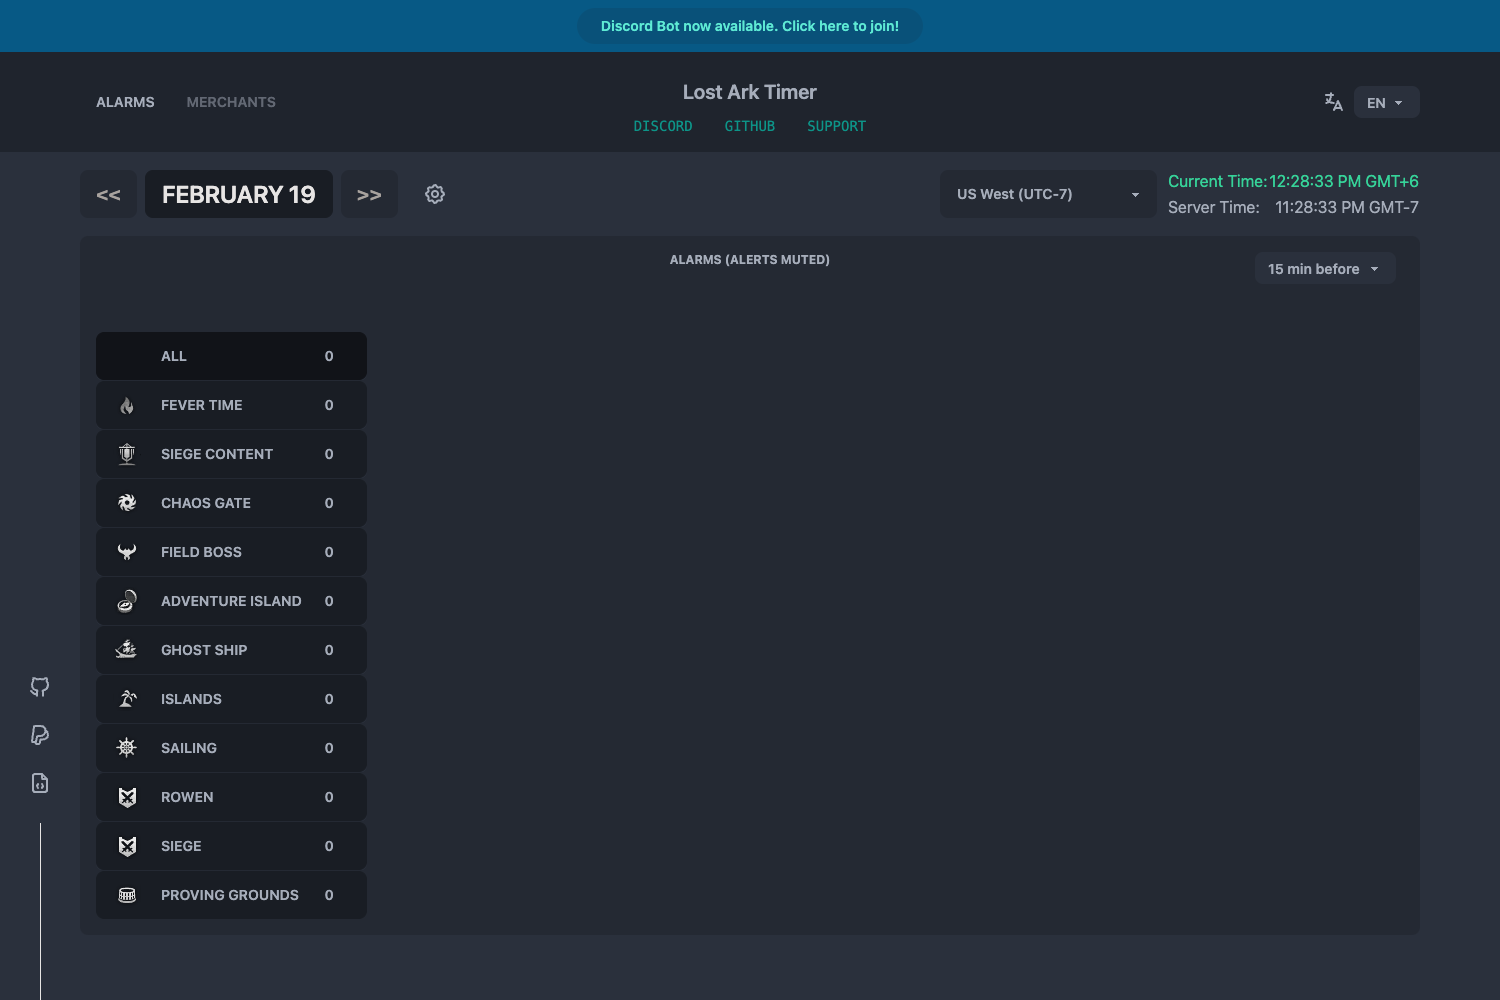 Discord Bot now available. Click here to join!
ALARMS
MERCHANTS
Lost Ark Timer
DISCORD
GITHUB
SUPPORT
EN
<<
FEBRUARY 19
>>
US West (UTC-7)
Current Time: 12:28:33 PM GMT+6
Server Time: 11:28:33 PM GMT-7
ALARMS (ALERTS MUTED)
15 min before
ALL 0
FEVER TIME 0
SIEGE CONTENT 0
CHAOS GATE 0
FIELD BOSS 0
ADVENTURE ISLAND 0
GHOST SHIP 0
ISLANDS 0
SAILING 0
ROWEN 0
SIEGE 0
PROVING GROUNDS 0